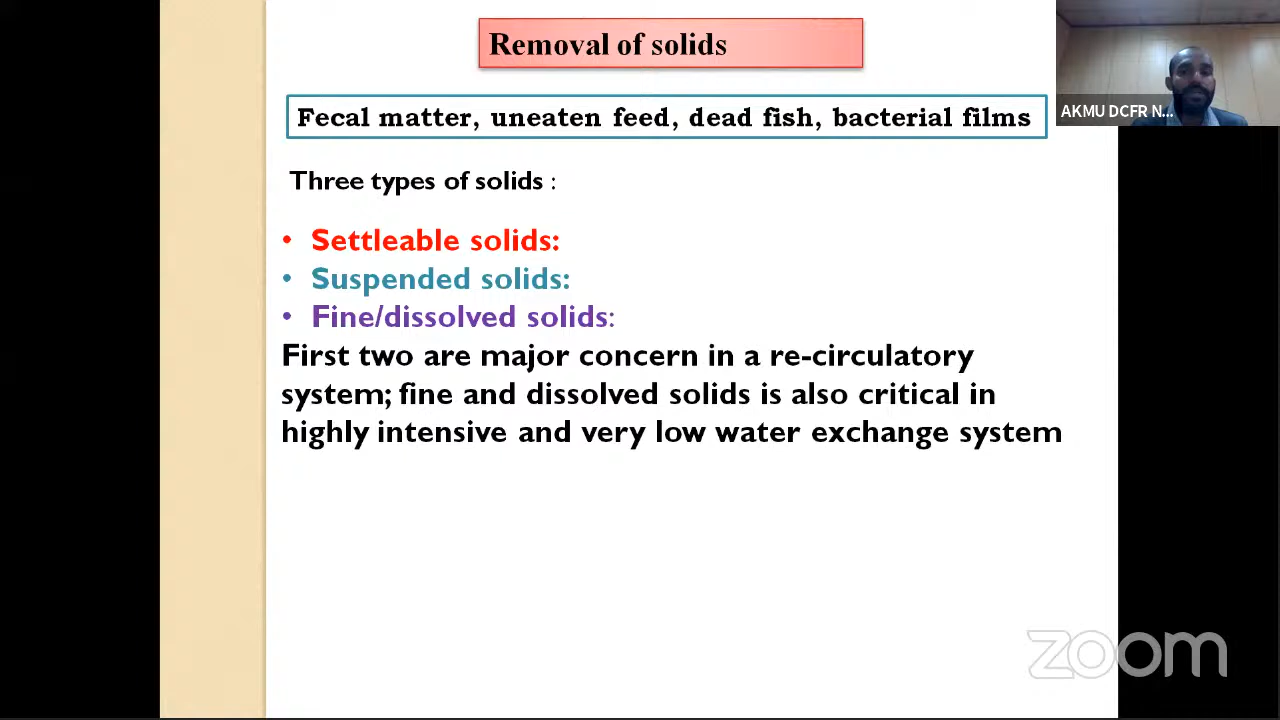 Removal of solids
AKMU DCFR N...
Fecal matter, uneaten feed, dead fish, bacterial films
Three types of solids :
• Settleable solids:
• Suspended solids:
• Fine/dissolved solids:
First two are major concern in a re-circulatory
system; fine and dissolved solids is also critical in
highly intensive and very low water exchange system
zoom